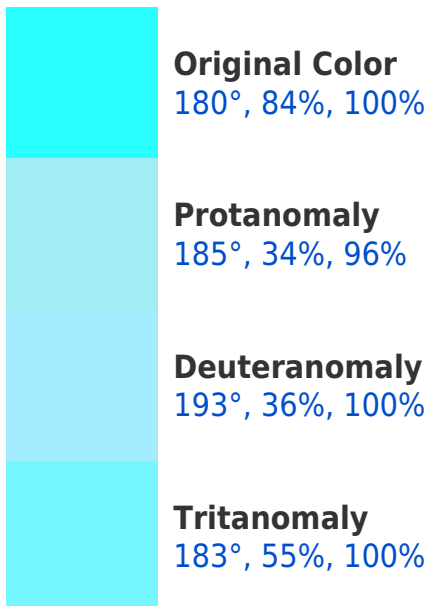 Original Color
180°, 84%, 100%
Protanomaly
185°, 34%, 96%
Deuteranomaly
193°, 36%, 100%
Tritanomaly
183°, 55%, 100%